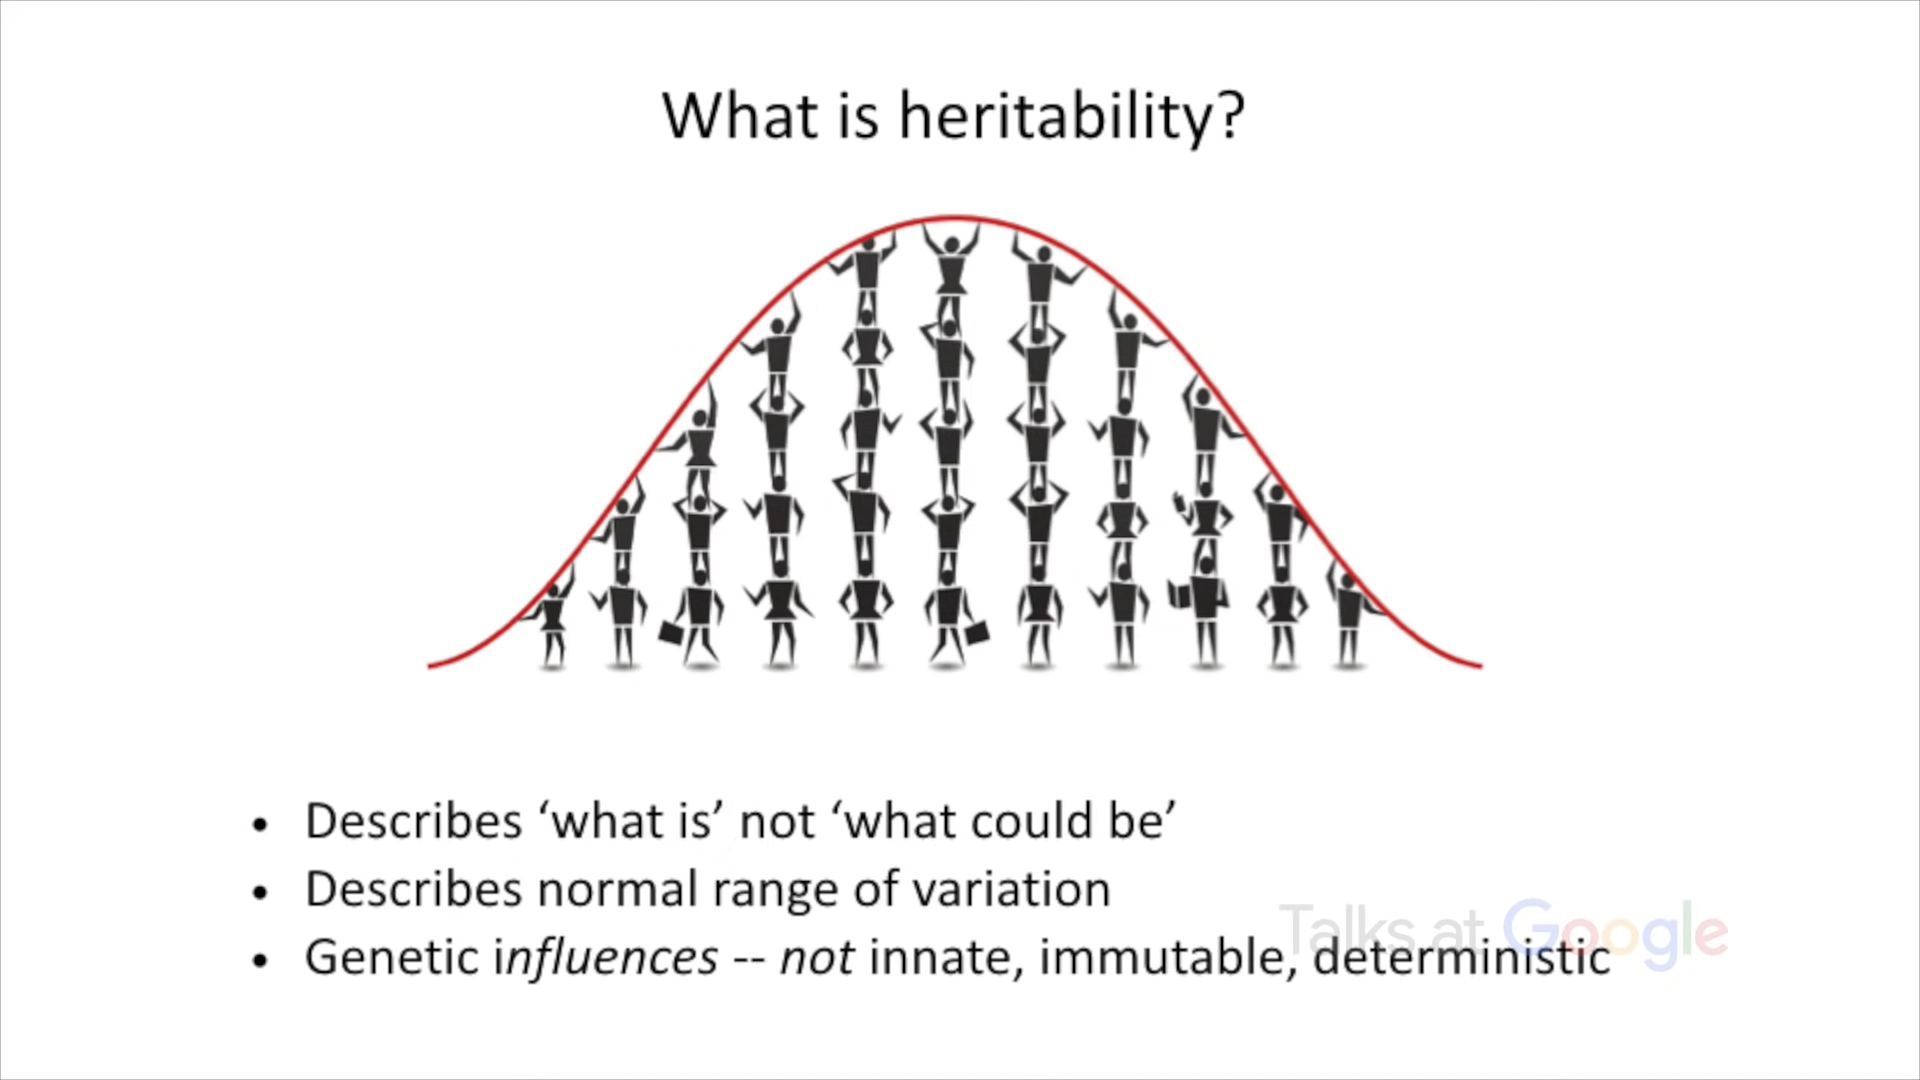 What is heritability?
• Describes ‘what is’ not ‘what could be’
• Describes normal range of variation
• Genetic influences -- not innate, immutable, deterministic
Talks at Google